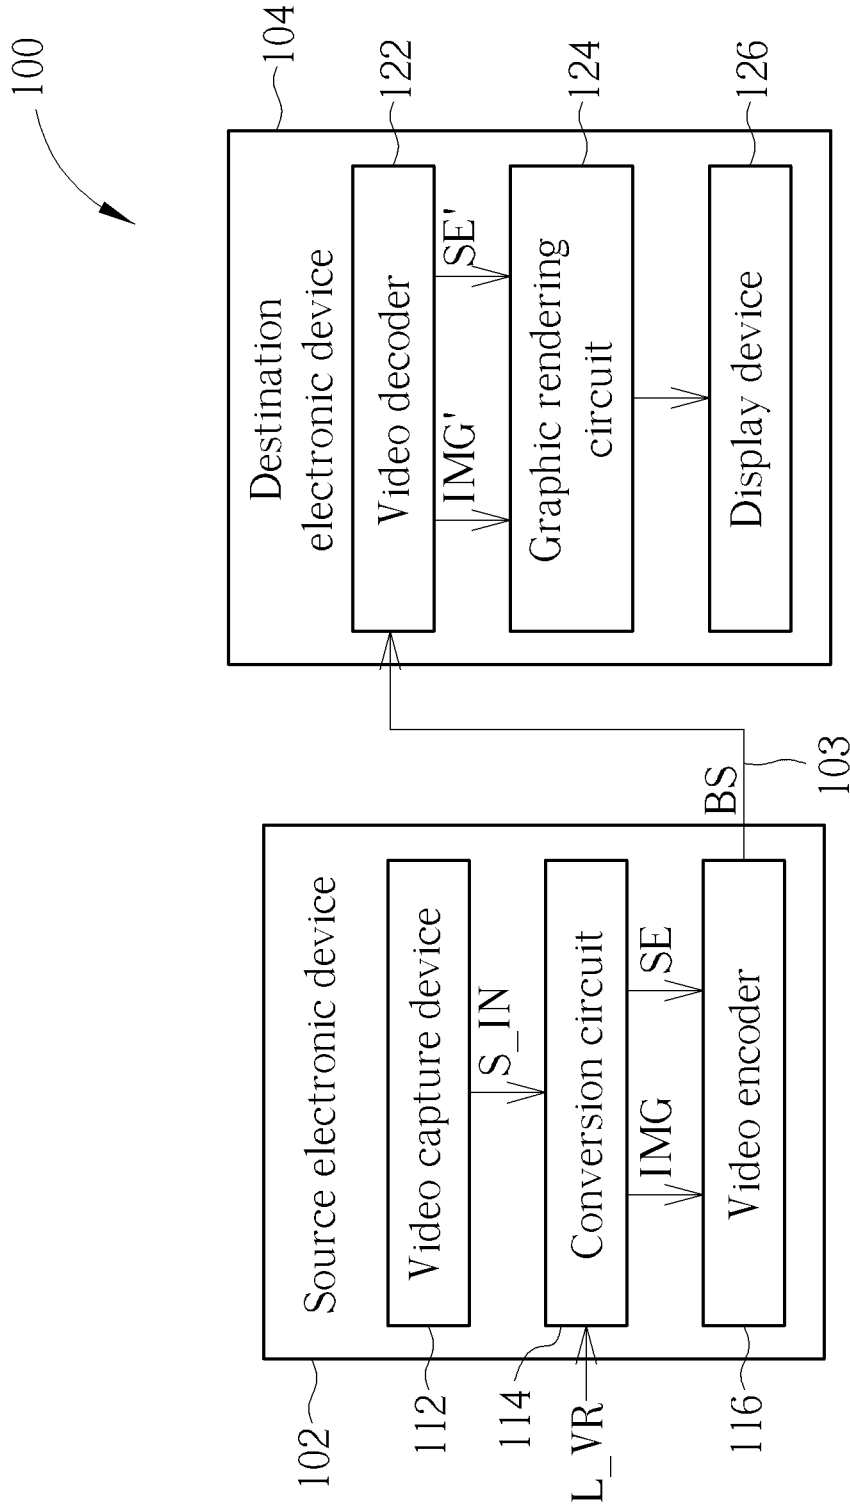 100
102
Source electronic device
112
Video capture device
S_IN
114
Conversion circuit
L_VR
IMG
SE
116
Video encoder
BS
103
104
Destination
electronic device
122
Video decoder
IMG'
SE'
124
Graphic rendering
circuit
126
Display device